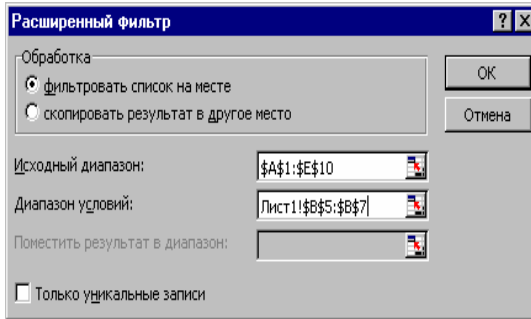 Расширенный фильтр
Обработка
фильтровать список на месте
скопировать результат в другое место
ОК
Отмена
Исходный диапазон: $A$1:$E$10
Диапазон условий: Лист1!$B$5:$B$7
Поместить результат в диапазон:
Только уникальные записи